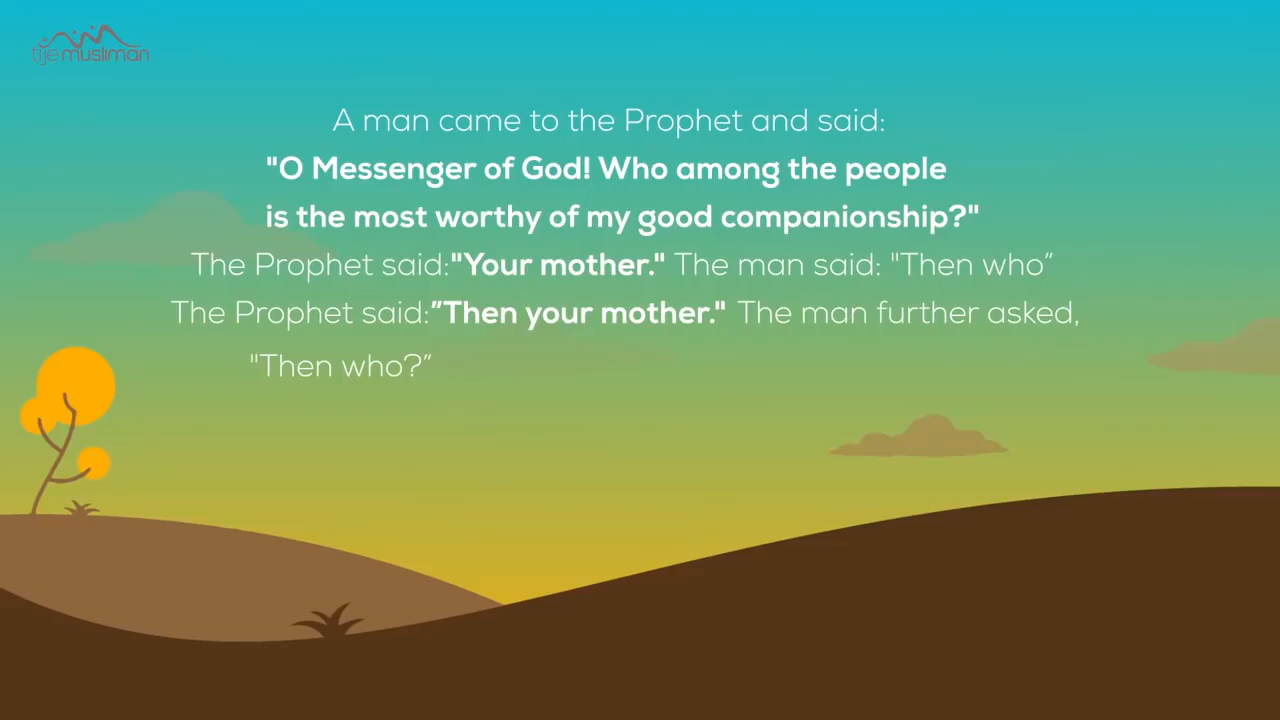 tijemusliman
A man came to the Prophet and said:
"O Messenger of God! Who among the people
is the most worthy of my good companionship?"
The Prophet said:"Your mother." The man said: "Then who”
The Prophet said:”Then your mother." The man further asked,
"Then who?”